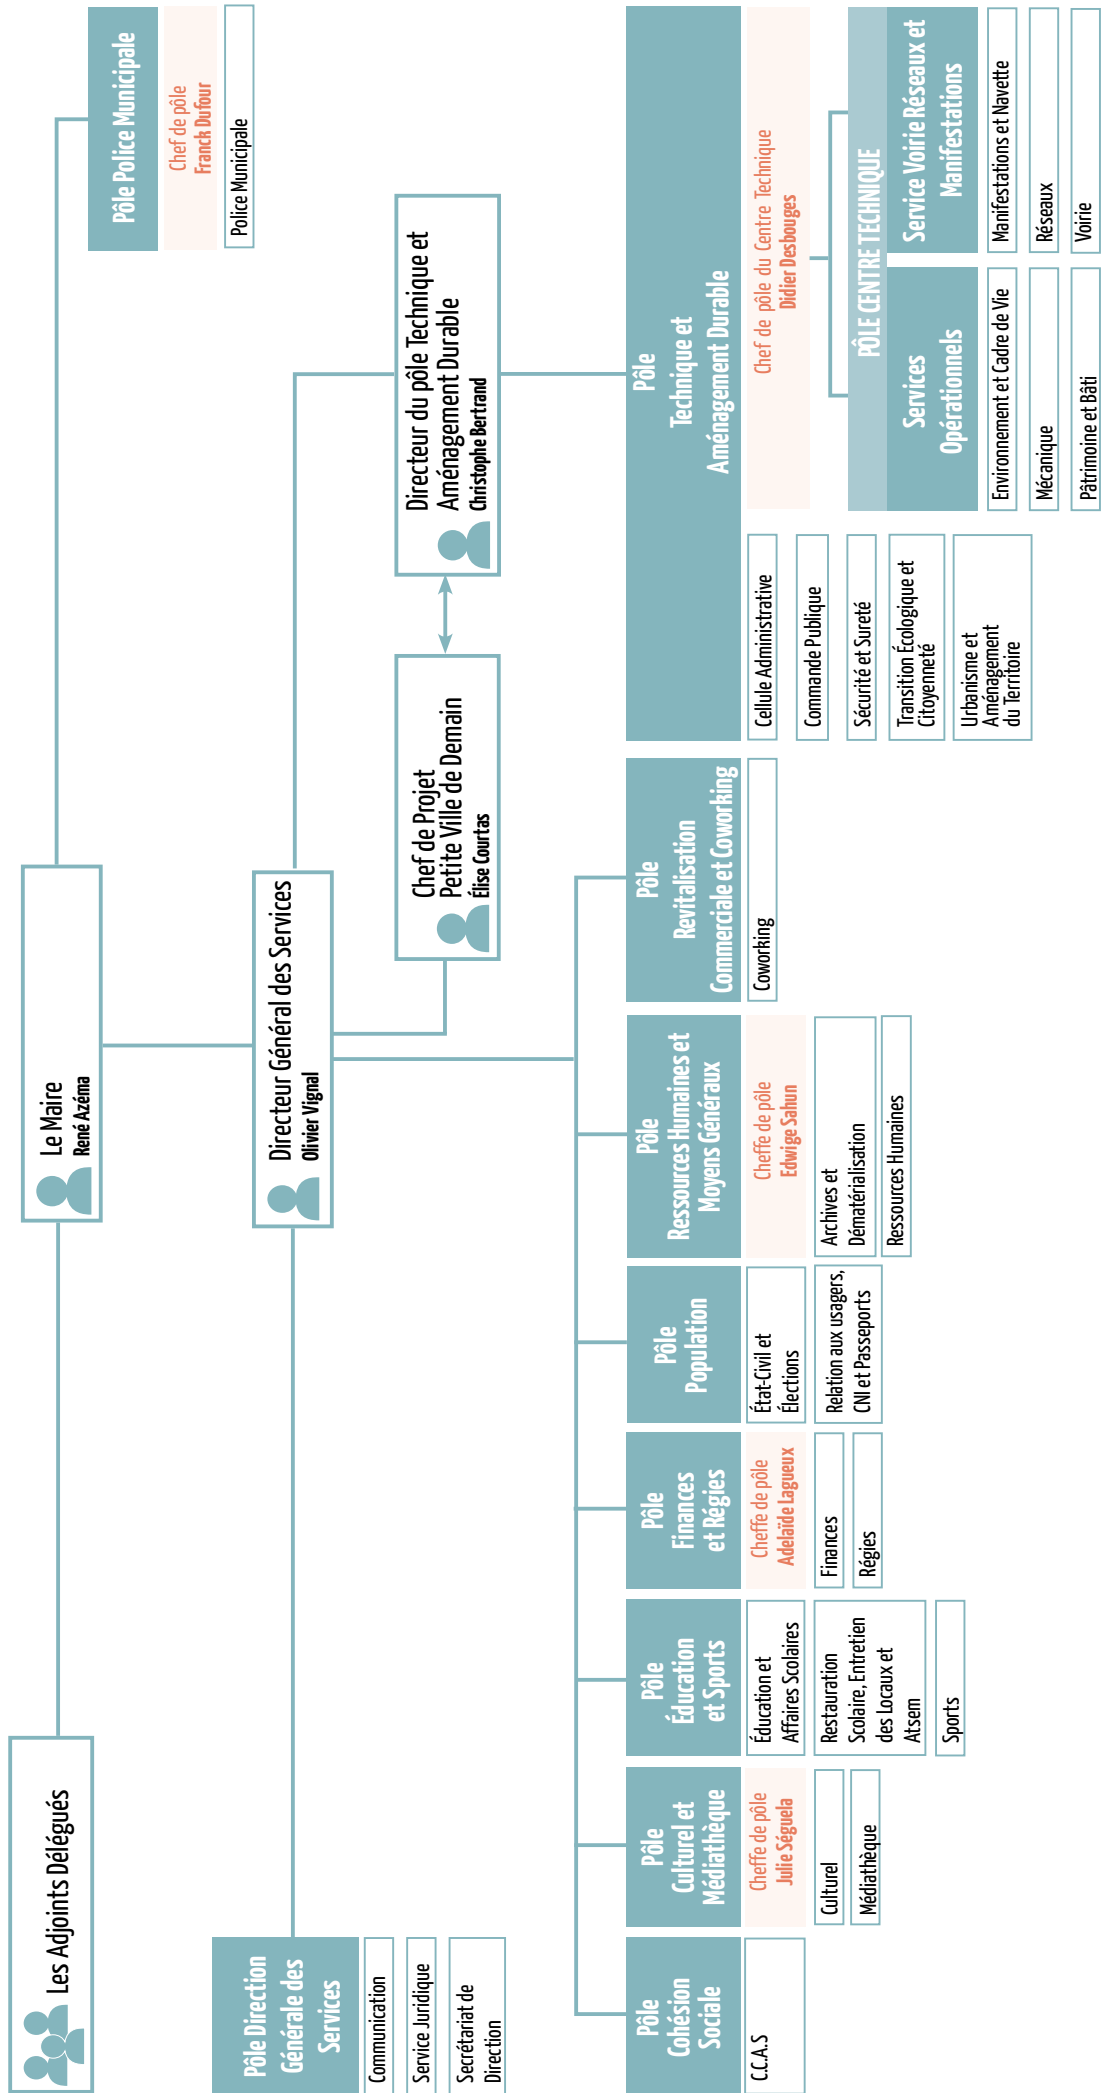 Les Adjoints Délégués
Le Maire
René Azéma
Pôle Police Municipale
Chef de pôle
Franck Dufour
Police Municipale
Pôle Direction
Générale des
Services
Communication
Service Juridique
Secrétariat de
Direction
Directeur Général des Services
Olivier Vignal
Chef de Projet
Petite Ville de Demain
Élise Courtas
Directeur du pôle Technique et
Aménagement Durable
Christophe Bertrand
Pôle
Cohésion
Sociale
C.C.A.S
Pôle
Culturel et
Médiathèque
Cheffe de pôle
Julie Séguela
Culturel
Médiathèque
Pôle
Éducation
et Sports
Éducation et
Affaires Scolaires
Restauration
Scolaire, Entretien
des Locaux et
Atsem
Sports
Pôle
Finances
et Régies
Cheffe de pôle
Adelaïde Lagueux
Finances
Régies
Pôle
Population
État-Civil et
Élections
Relation aux usagers,
CNI et Passeports
Pôle
Ressources Humaines et
Moyens Généraux
Cheffe de pôle
Edwige Sahun
Archives et
Dématérialisation
Ressources Humaines
Pôle
Revitalisation
Commerciale et Coworking
Coworking
Pôle
Technique et
Aménagement Durable
Cellule Administrative
Commande Publique
Sécurité et Sureté
Transition Écologique et
Citoyenneté
Urbanisme et
Aménagement
du Territoire
Chef de pôle du Centre Technique
Didier Desbouges
PÔLE CENTRE TECHNIQUE
Services
Opérationnels
Environnement et Cadre de Vie
Mécanique
Pâtrimoine et Bâti
Service Voirie Réseaux et
Manifestations
Manifestations et Navette
Réseaux
Voirie